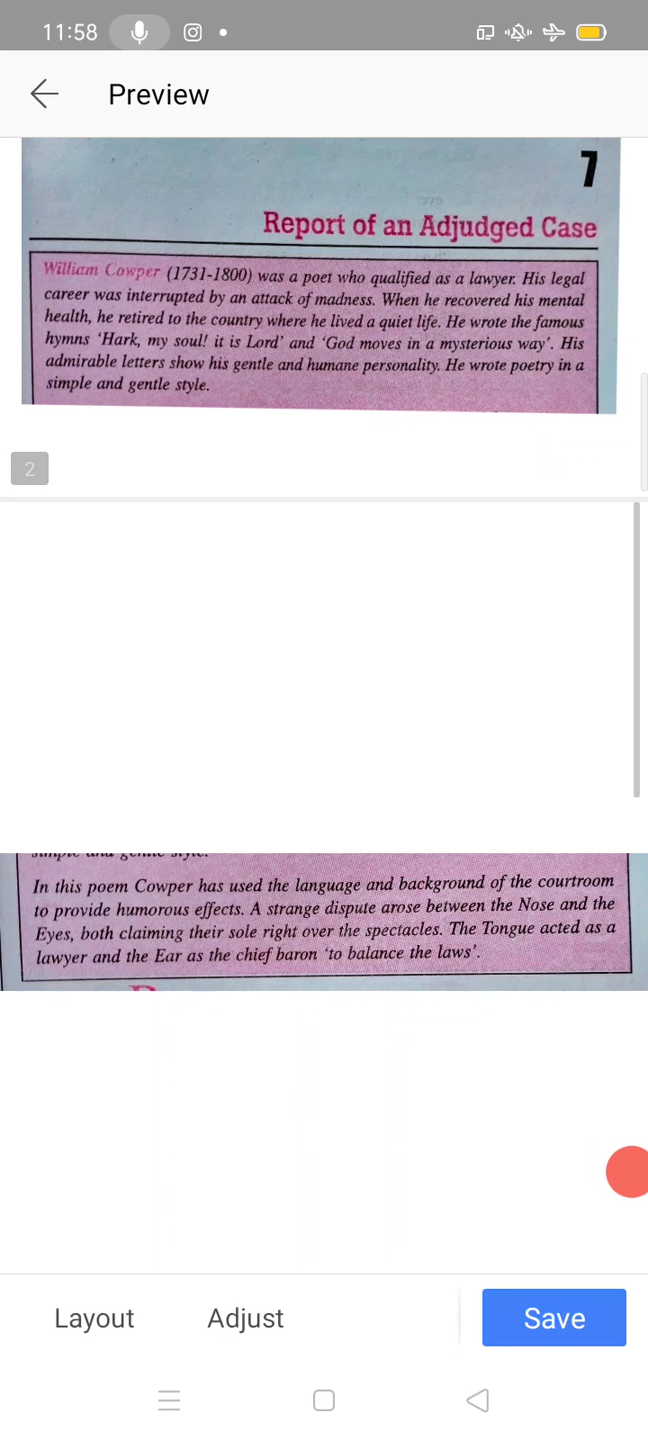 11:58
Preview
7
Report of an Adjudged Case
William Cowper (1731-1800) was a poet who qualified as a lawyer. His legal
career was interrupted by an attack of madness. When he recovered his mental
health, he retired to the country where he lived a quiet life. He wrote the famous
hymns ‘Hark, my soul! it is Lord’ and ‘God moves in a mysterious way’. His
admirable letters show his gentle and humane personality. He wrote poetry in a
simple and gentle style.
2
simple and gentle style.
In this poem Cowper has used the language and background of the courtroom
to provide humorous effects. A strange dispute arose between the Nose and the
Eyes, both claiming their sole right over the spectacles. The Tongue acted as a
lawyer and the Ear as the chief baron ‘to balance the laws’.
Layout Adjust Save